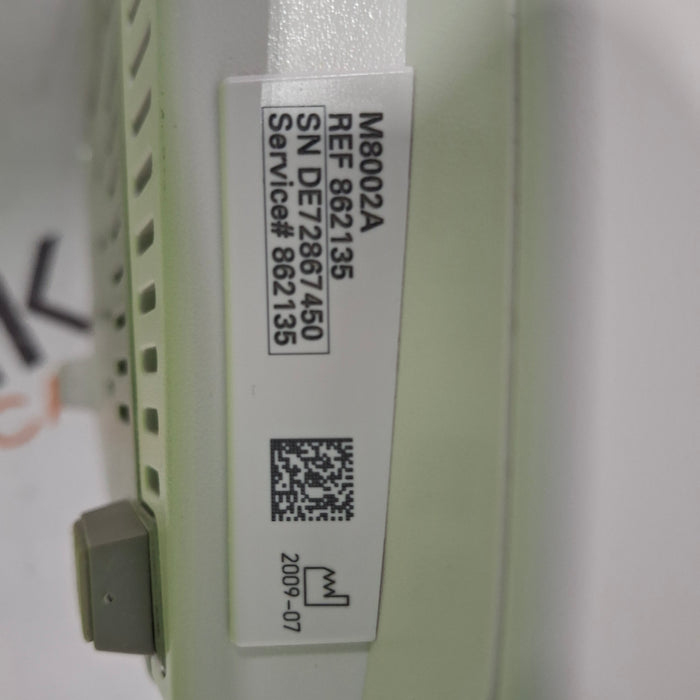 M8002A
REF 862135
SN DE72867450
Service# 862135
2009-07